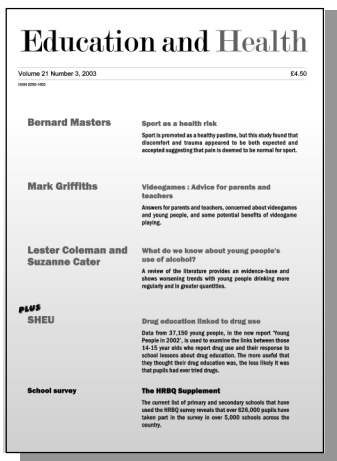 Education and Health
Volume 21 Number 3, 2003 £4.50
ISSN 0265-1602
Bernard Masters
Sport as a health risk
Sport is promoted as a healthy pastime, but this study found that
discomfort and trauma appeared to be both expected and
accepted suggesting that pain is deemed to be normal for sport.
Mark Griffiths
Videogames : Advice for parents and
teachers
Answers for parents and teachers, concerned about videogames
and young people, and some potential benefits of videogame
playing.
Lester Coleman and
Suzanne Cater
What do we know about young people's
use of alcohol?
A review of the literature provides an evidence-base and
shows worsening trends with young people drinking more
regularly and in greater quantities.
PLUS
SHEU
Drug education linked to drug use
Data from 37,150 young people, in the new report 'Young
People in 2002', is used to examine the links between those
14-15 year olds who report drug use and their response to
school lessons about drug education. The more useful that
they thought their drug education was, the less likely it was
that pupils had ever tried drugs.
School survey
The HRBQ Supplement
The current list of primary and secondary schools that have
used the HRBQ survey reveals that over 626,000 pupils have
taken part in the survey in over 5,000 schools across the
country.